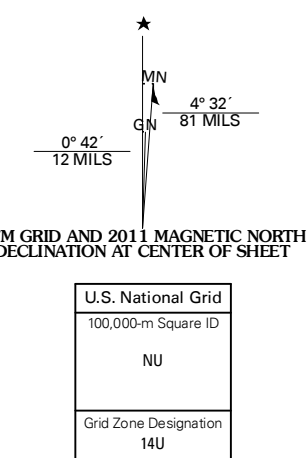 ★
MN
GN
4° 32´
81 MILS
0° 42´
12 MILS
M GRID AND 2011 MAGNETIC NORTH
DECLINATION AT CENTER OF SHEET
U.S. National Grid
100,000-m Square ID
NU
Grid Zone Designation
14U